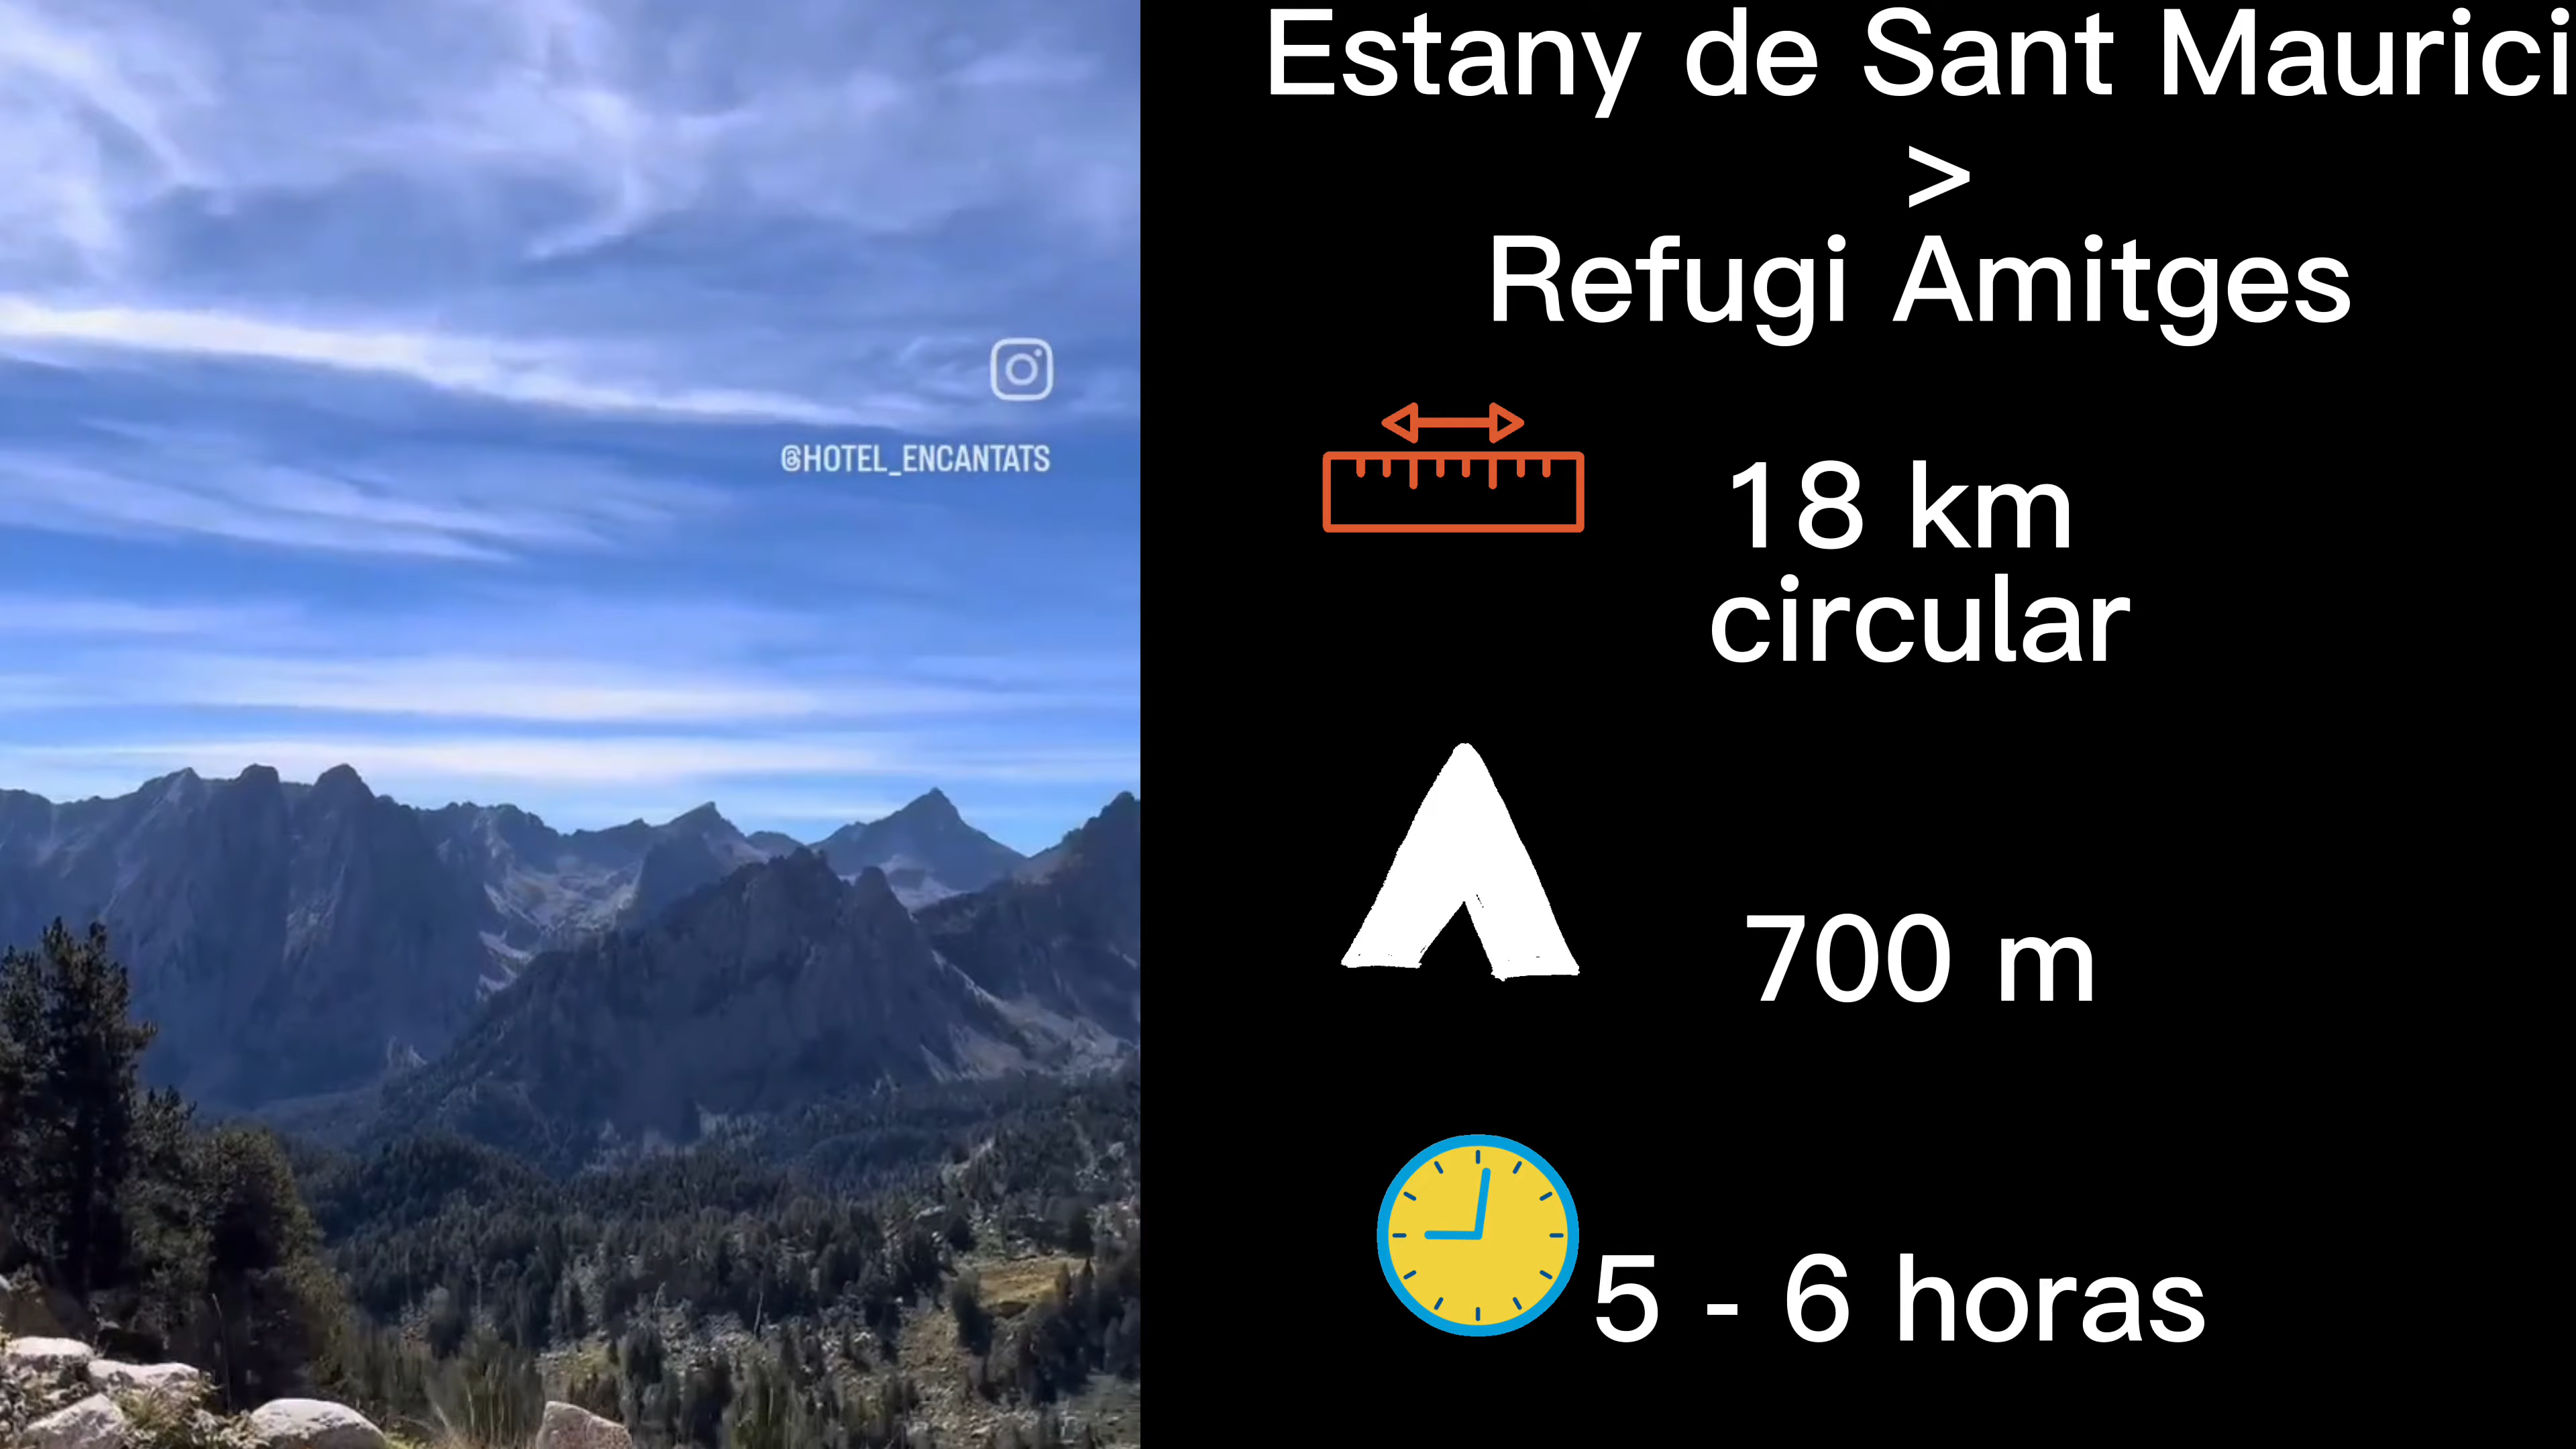 @HOTEL_ENCANTATS
Estany de Sant Maurici
>
Refugi Amitges
18 km
circular
700 m
5 - 6 horas